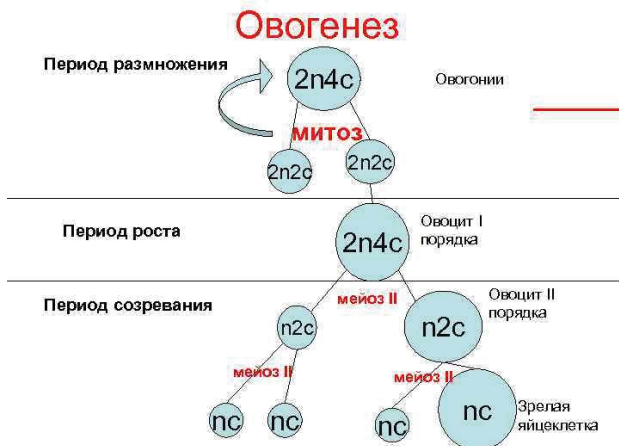 Овогенез
Период размножения
2n4c
Овогонии
митоз
2n2c
2n2c
Период роста
2n4c
Овоцит I
порядка
Период созревания
мейоз II
Овоцит II
порядка
n2c
n2c
мейоз II
мейоз II
nc
nc
nc
nc
Зрелая
яйцеклетка